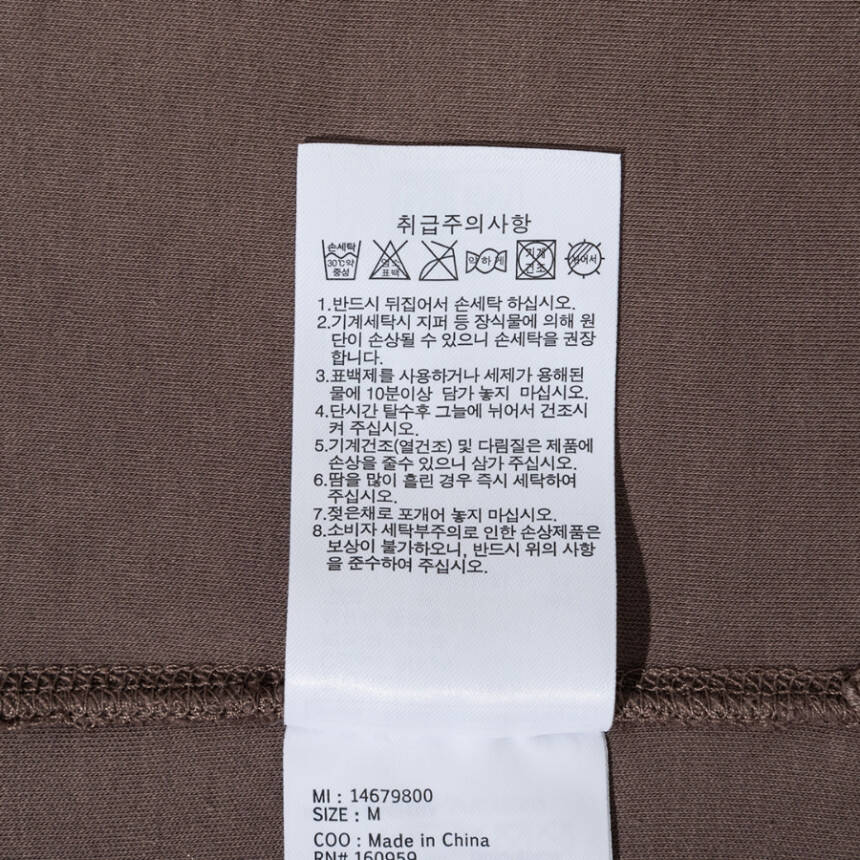 취급주의사항
손세탁 30℃약 중성 염소 표백 약하게 기계 건조 뉘어서
1.반드시 뒤집어서 손세탁 하십시오.
2.기계세탁시 지퍼 등 장식물에 의해 원
단이 손상될 수 있으니 손세탁을 권장
합니다.
3.표백제를 사용하거나 세제가 용해된
물에 10분이상 담가 놓지 마십시오.
4.단시간 탈수후 그늘에 뉘어서 건조시
켜 주십시오.
5.기계건조(열건조) 및 다림질은 제품에
손상을 줄수 있으니 삼가 주십시오.
6.땀을 많이 흘린 경우 즉시 세탁하여
주십시오.
7.젖은채로 포개어 놓지 마십시오.
8.소비자 세탁부주의로 인한 손상제품은
보상이 불가하오니, 반드시 위의 사항
을 준수하여 주십시오.
MI : 14679800
SIZE : M
COO : Made in China
RN# 160959